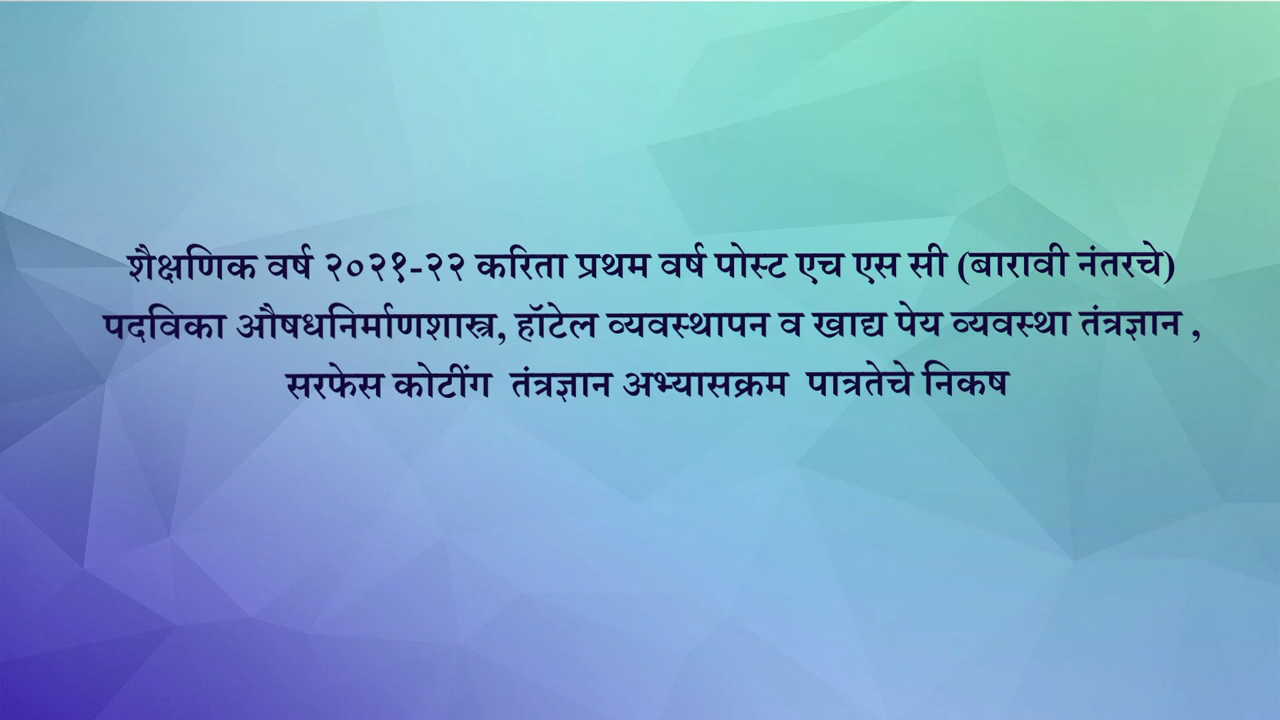 शैक्षणिक वर्ष २०२१-२२ करिता प्रथम वर्ष पोस्ट एच एस सी (बारावी नंतरचे)
पदविका औषधनिर्माणशास्त्र, हॉटेल व्यवस्थापन व खाद्य पेय व्यवस्था तंत्रज्ञान ,
सरफेस कोटींग तंत्रज्ञान अभ्यासक्रम पात्रतेचे निकष